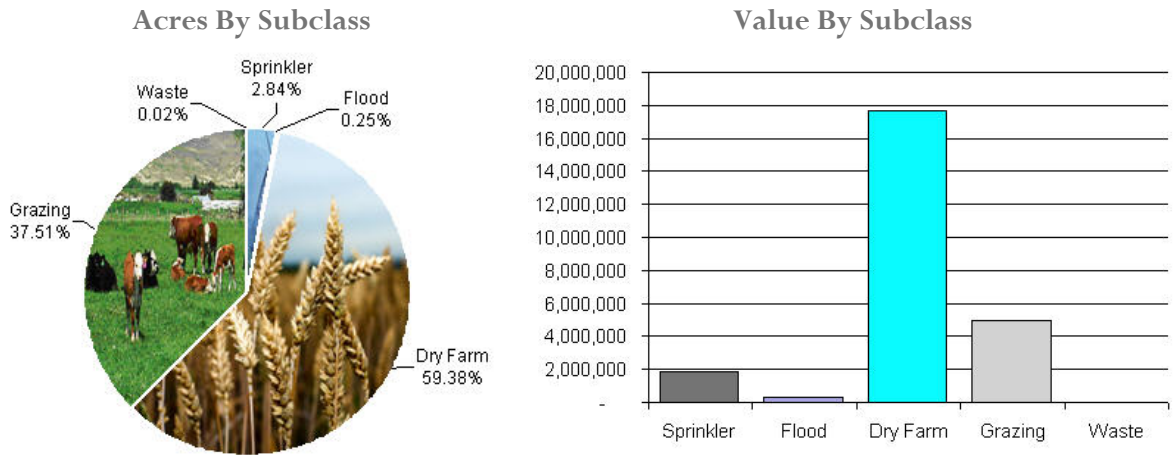 Acres By Subclass
Waste
0.02%
Sprinkler
2.84%
Flood
0.25%
Grazing
37.51%
Dry Farm
59.38%
Value By Subclass
20,000,000
18,000,000
16,000,000
14,000,000
12,000,000
10,000,000
8,000,000
6,000,000
4,000,000
2,000,000
-
Sprinkler Flood Dry Farm Grazing Waste